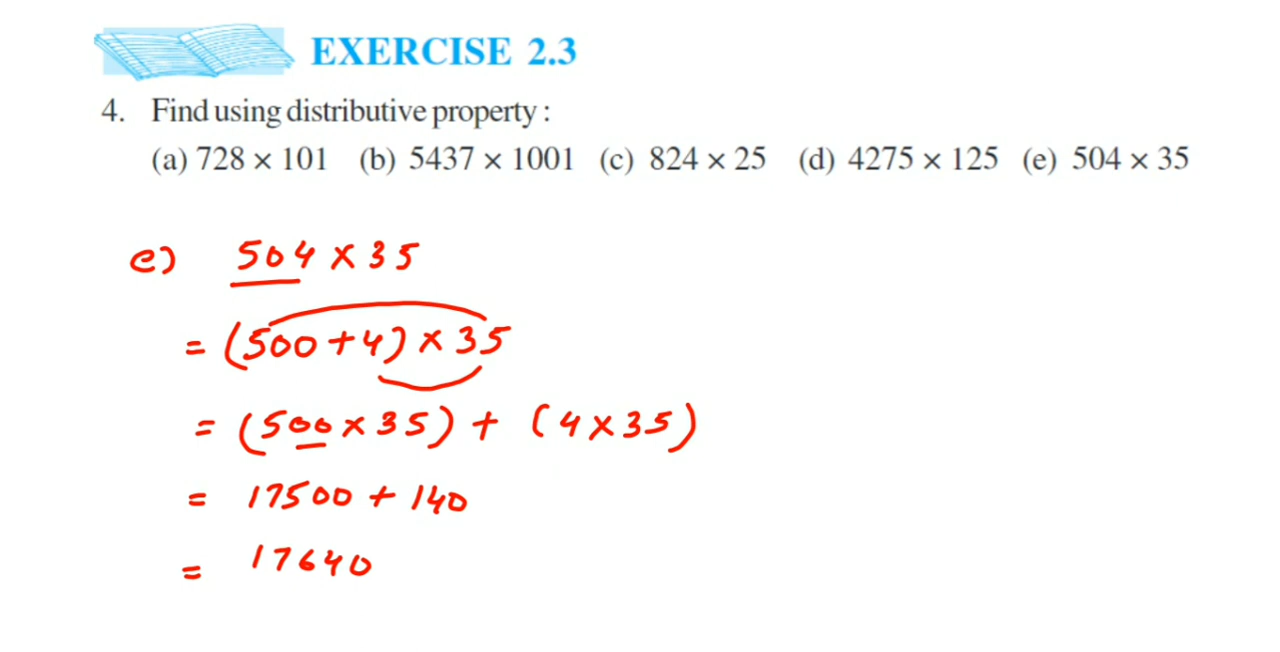 EXERCISE 2.3
4. Find using distributive property :
(a) 728 × 101 (b) 5437 × 1001 (c) 824 × 25 (d) 4275 × 125 (e) 504 × 35
e) 504 × 35
= (500 + 4) × 35
= (500 × 35) + (4 × 35)
= 17500 + 140
= 17640